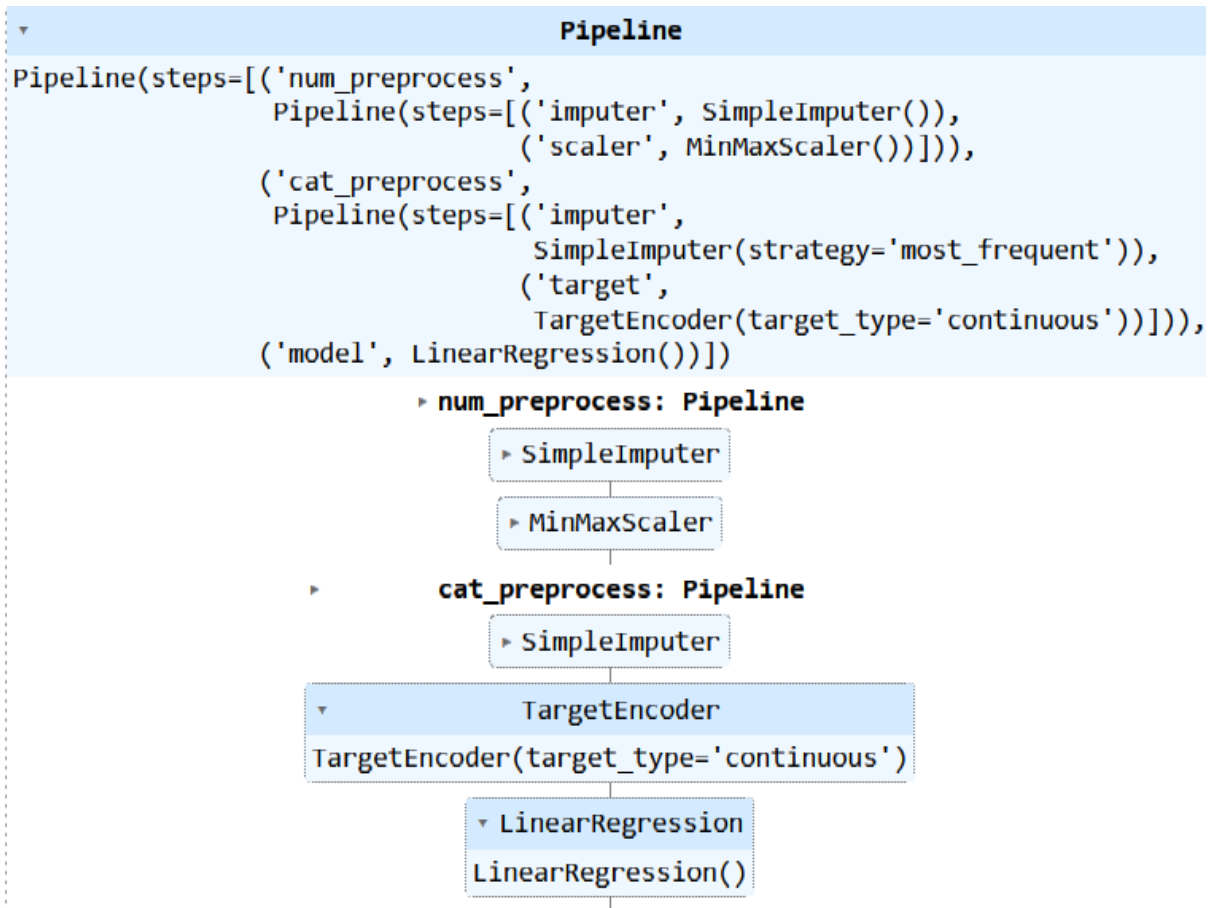 Pipeline
Pipeline(steps=[('num_preprocess',
Pipeline(steps=[('imputer', SimpleImputer()),
('scaler', MinMaxScaler())])),
('cat_preprocess',
Pipeline(steps=[('imputer',
SimpleImputer(strategy='most_frequent')),
('target',
TargetEncoder(target_type='continuous'))])),
('model', LinearRegression())])
num_preprocess: Pipeline
SimpleImputer
MinMaxScaler
cat_preprocess: Pipeline
SimpleImputer
TargetEncoder
TargetEncoder(target_type='continuous')
LinearRegression
LinearRegression()